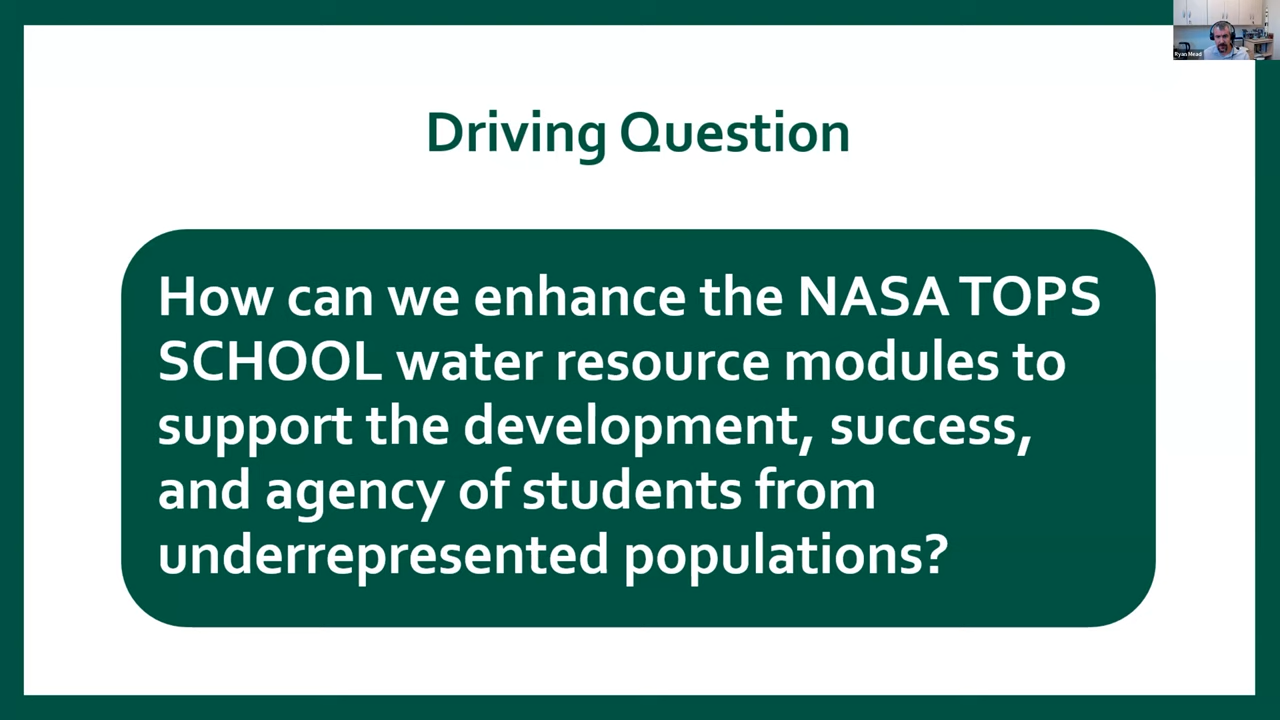 Ryan Mead
Driving Question
How can we enhance the NASA TOPS
SCHOOL water resource modules to
support the development, success,
and agency of students from
underrepresented populations?